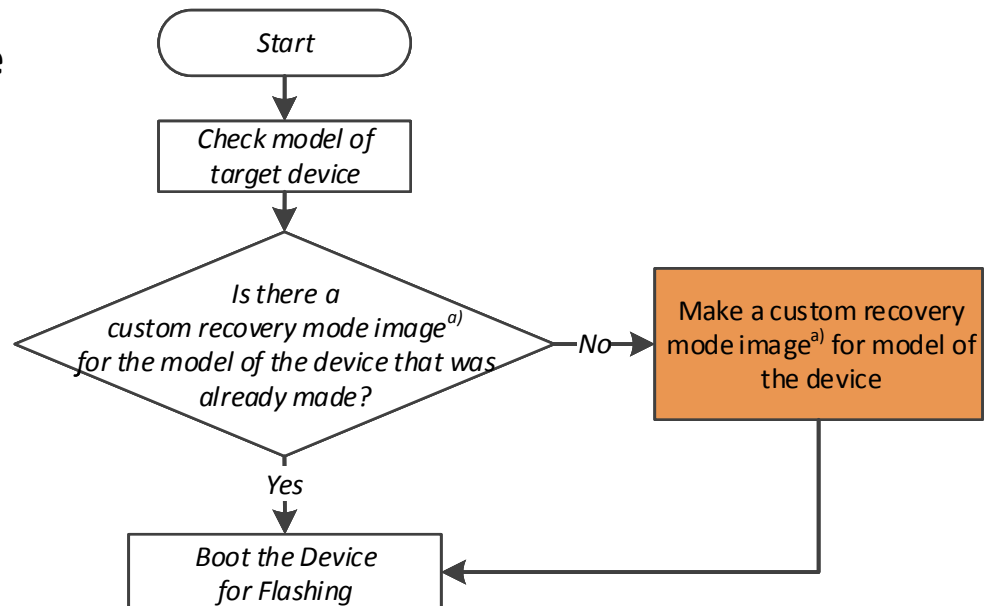 e
Start
Check model of
target device
Is there a
custom recovery mode image a)
for the model of the device that was
already made?
No
Make a custom recovery
mode image a) for model of
the device
Yes
Boot the Device
for Flashing